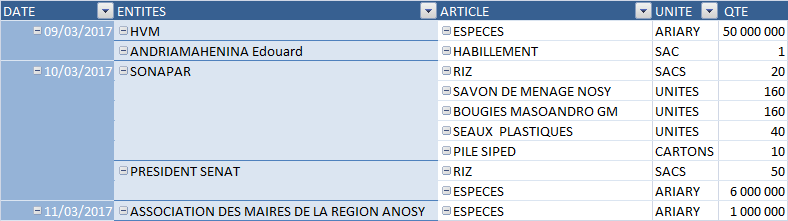 DATE ENTITES ARTICLE UNITE QTE
09/03/2017 HVM ESPECES ARIARY 50 000 000
ANDRIAMAHENINA Edouard HABILLEMENT SAC 1
10/03/2017 SONAPAR RIZ SACS 20
SAVON DE MENAGE NOSY UNITES 160
BOUGIES MASOANDRO GM UNITES 160
SEAUX PLASTIQUES UNITES 40
PILE SIPED CARTONS 10
PRESIDENT SENAT RIZ SACS 50
ESPECES ARIARY 6 000 000
11/03/2017 ASSOCIATION DES MAIRES DE LA REGION ANOSY ESPECES ARIARY 1 000 000